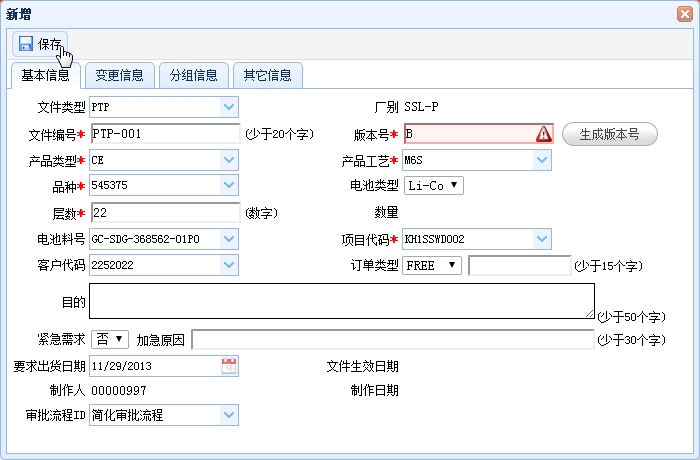 新增
保存
基本信息 变更信息 分组信息 其它信息
文件类型 PTP 厂别 SSL-P
文件编号* PTP-001 (少于20个字) 版本号* B 生成版本号
产品类型* CE 产品工艺* M6S
品种* 545375 电池类型 Li-Co
层数* 22 (数字) 数量
电池料号 GC-SDG-368562-01P0 项目代码* KH1SSWD002
客户代码 2252022 订单类型 FREE (少于15个字)
目的 (少于50个字)
紧急需求 否 加急原因 (少于30个字)
要求出货日期 11/29/2013 文件生效日期
制作人 00000997 制作日期
审批流程ID 简化审批流程